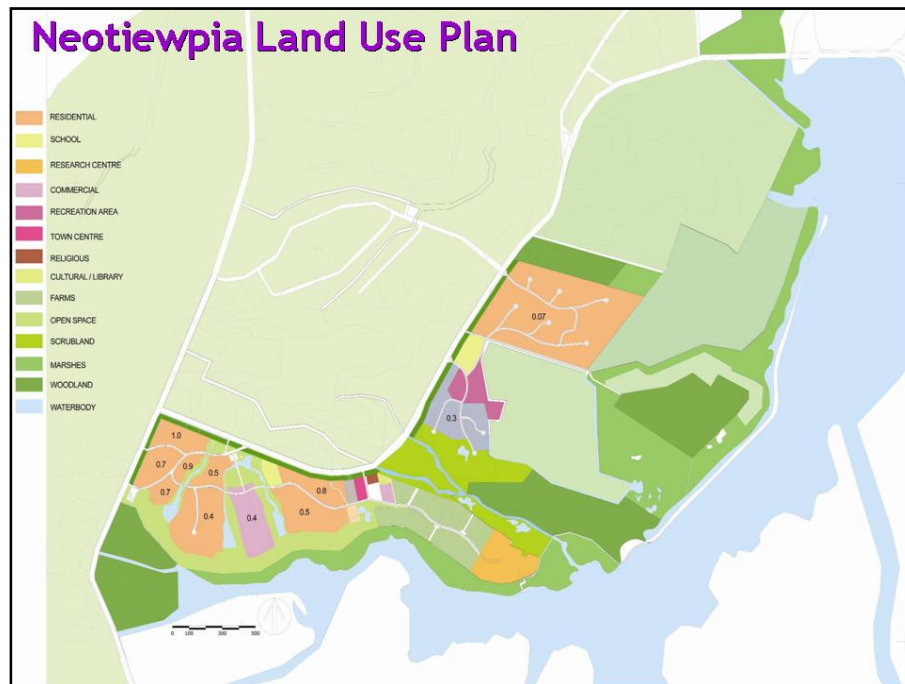 Neotiewpia Land Use Plan
RESIDENTIAL
SCHOOL
RESEARCH CENTRE
COMMERCIAL
RECREATION AREA
TOWN CENTRE
RELIGIOUS
CULTURAL / LIBRARY
FARMS
OPEN SPACE
SCRUBLAND
MARSHES
WOODLAND
WATERBODY
0.07
0.3
1.0
0.7
0.9
0.5
0.7
0.8
0.4
0.4
0.5
0 100 300 500